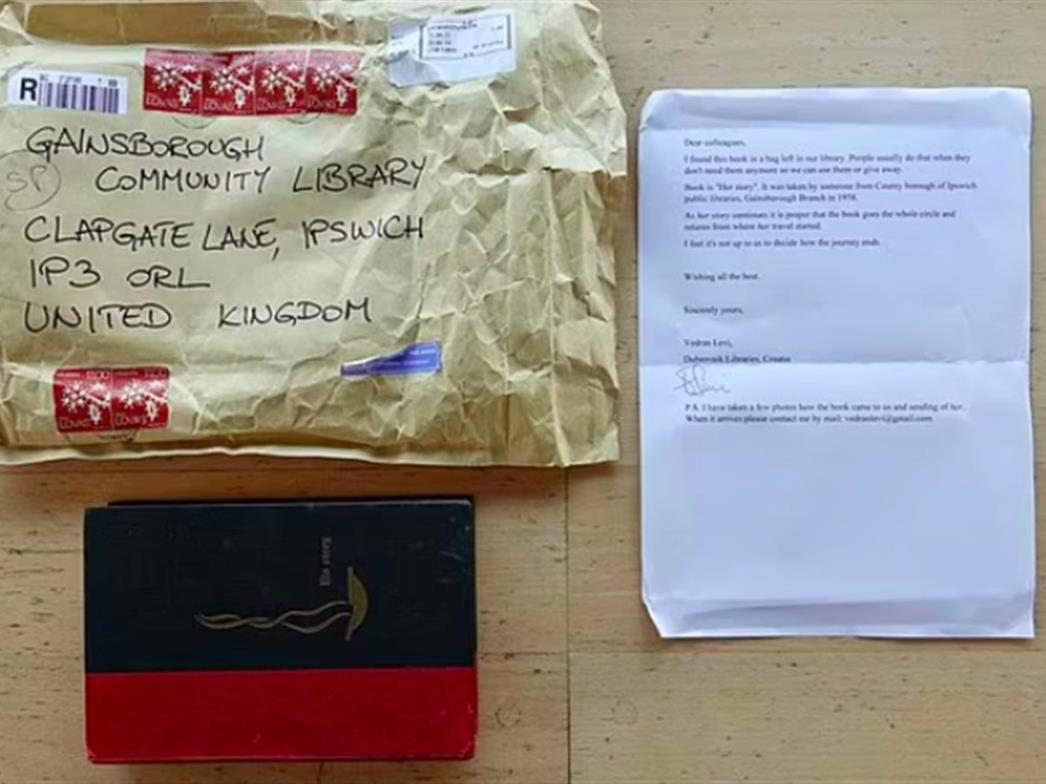 R
GAINSBOROUGH
COMMUNITY LIBRARY
CLAPGATE LANE, IPSWICH
IP3 0RL
UNITED KINGDOM
Dear colleagues,
I found this book in a bag left in our library. People usually do that when they
don't need them anymore so we can use them or give away.
Book is "Her story". It was taken by someone from County borough of Ipswich
public libraries, Gainsborough Branch in 1958.
As her story continues it is proper that the book goes the whole circle and
returns from where her travel started.
I feel it's not up to us to decide how the journey ends.
Wishing all the best.
Sincerely yours,
Vedran Levi,
Dubrovnik Libraries, Croatia
P.S. I have taken a few photos how the book came to us and sending of her.
When it arrives please contact me by mail: vedranlevi@gmail.com
story